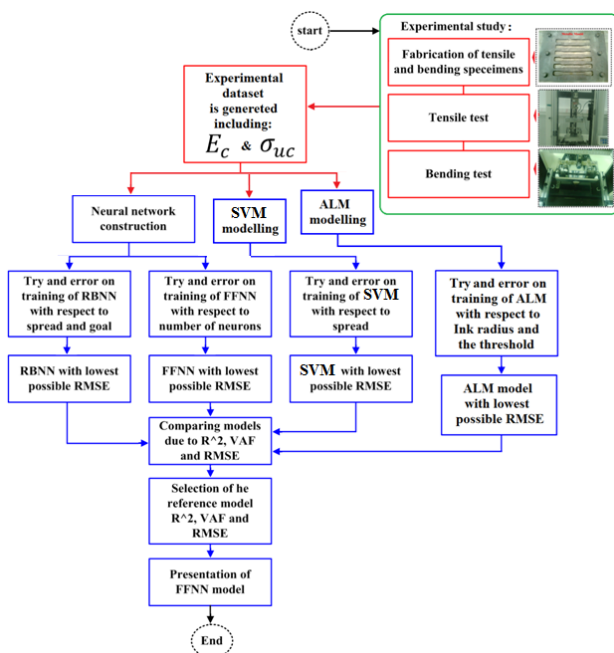 start
Experimental study :
Fabrication of tensile
and bending specimens
Tensile test
Bending test
Experimental
dataset
is genereted
including:
E_c & σ_uc
Neural network
construction
SVM
modelling
ALM
modelling
Try and error on
training of RBNN
with respect to
spread and goal
Try and error on
training of FFNN
with respect to
number of neurons
Try and error on
training of SVM
with respect to
spread
Try and error on
training of ALM
with respect to
Ink radius and
the threshold
RBNN with lowest
possible RMSE
FFNN with lowest
possible RMSE
SVM with lowest
possible RMSE
ALM model
with lowest
possible RMSE
Comparing models
due to R^2, VAF
and RMSE
Selection of he
reference model
R^2, VAF and
RMSE
Presentation of
FFNN model
End